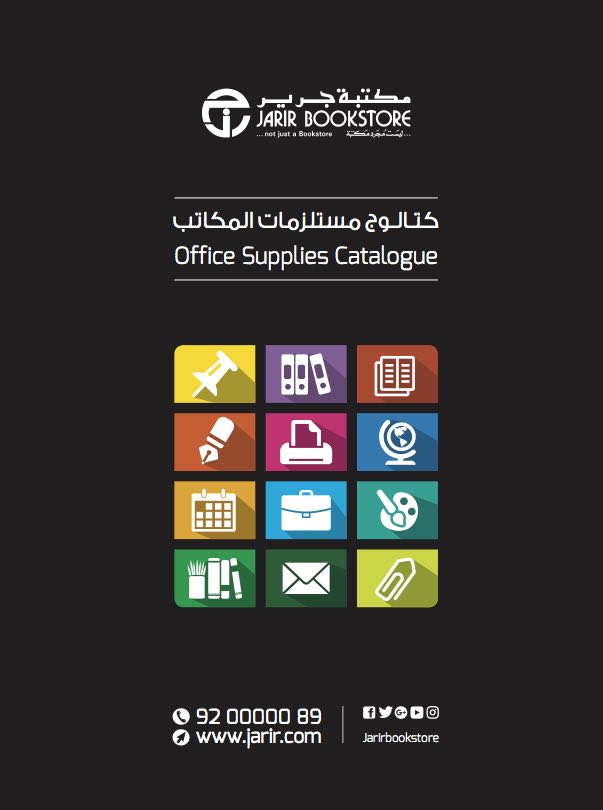 مكتبة جرير
JARIR BOOKSTORE
...not just a Bookstore ليست مجرد مكتبة...
كتالوج مستلزمات المكاتب
Office Supplies Catalogue
92 00000 89
www.jarir.com
Jarirbookstore